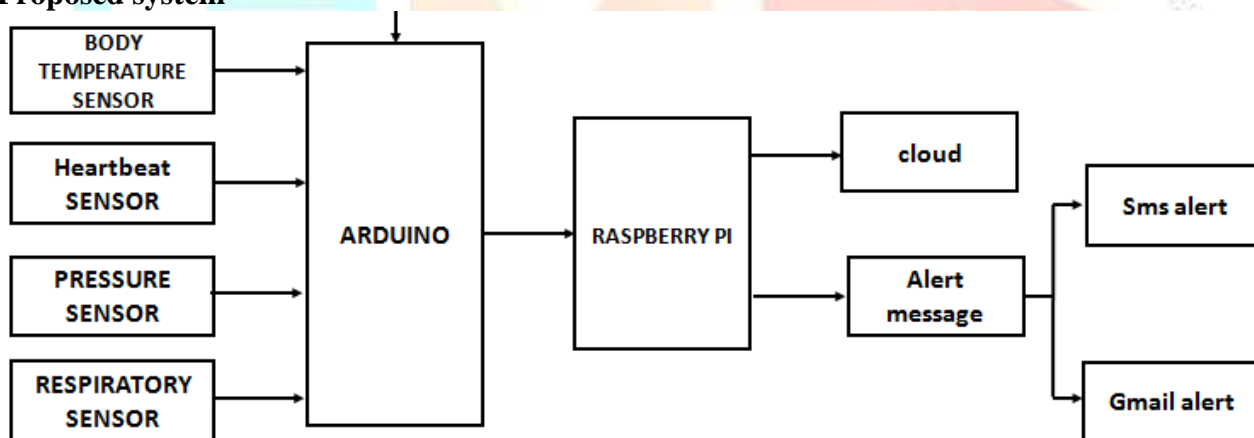 Proposed system
BODY
TEMPERATURE
SENSOR
Heartbeat
SENSOR
PRESSURE
SENSOR
RESPIRATORY
SENSOR
ARDUINO
RASPBERRY PI
cloud
Alert
message
Sms alert
Gmail alert